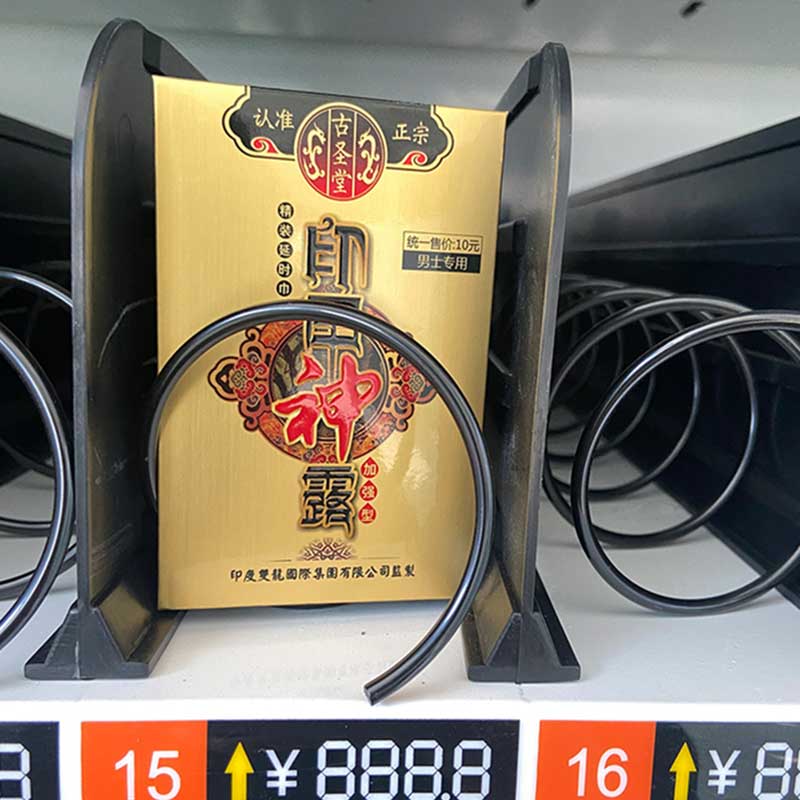 认准
古圣堂
正宗
精装延时巾
统一售价:10元
男士专用
印
神露
加强型
印度雙龍國際集團有限公司監製
15 ¥ 888.8
16 ¥ 8